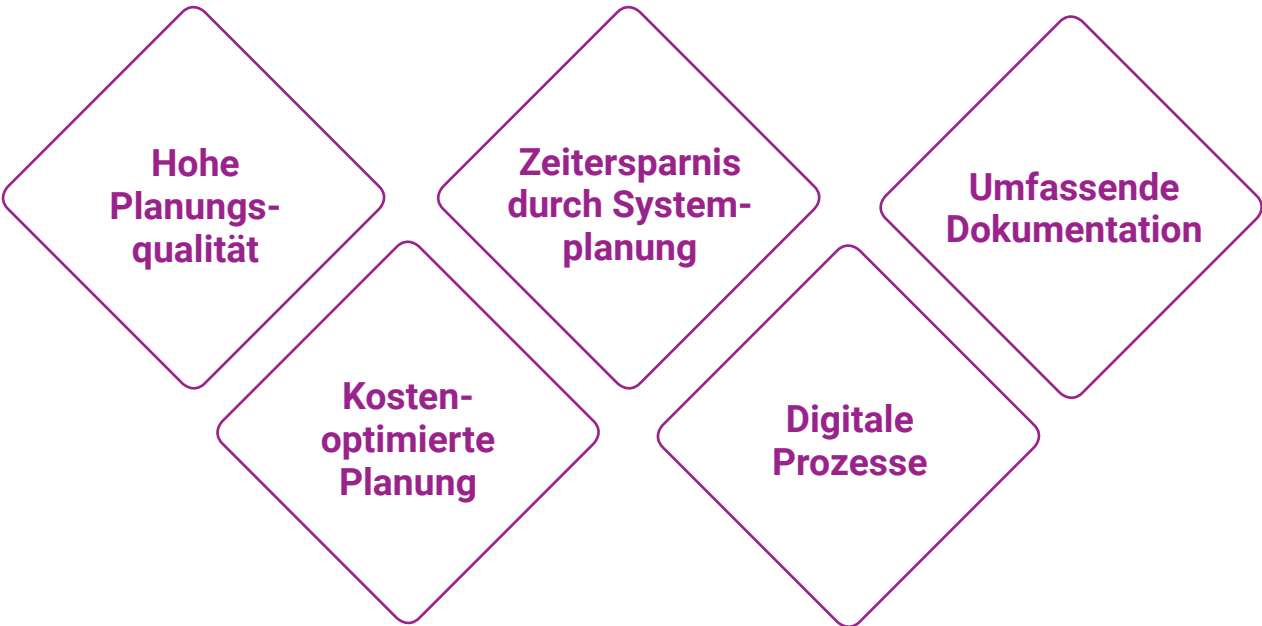 Hohe
Planungs-
qualität
Kosten-
optimierte
Planung
Zeitersparnis
durch System-
planung
Digitale
Prozesse
Umfassende
Dokumentation